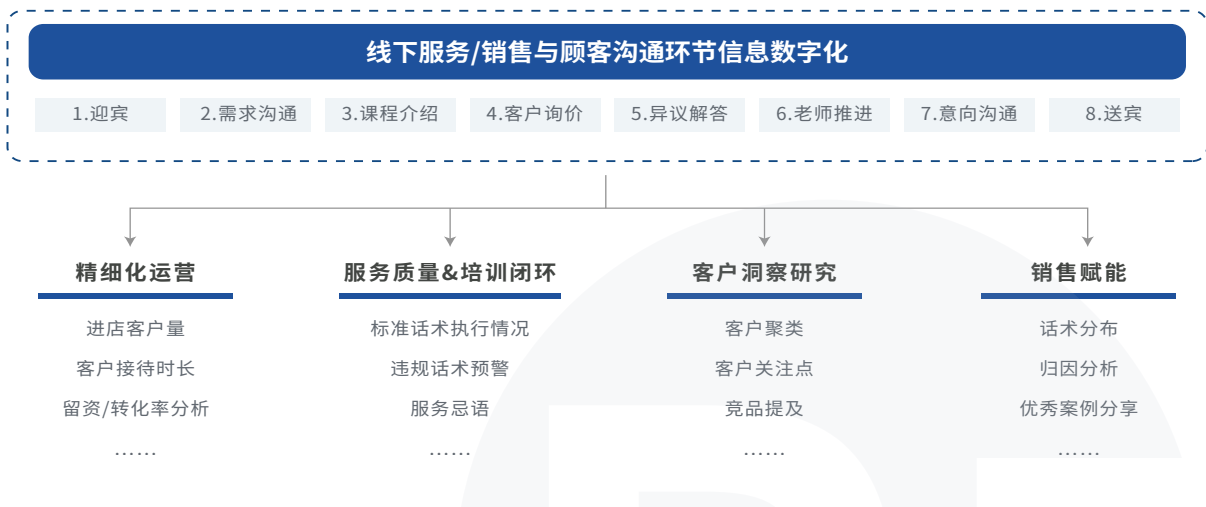 线下服务/销售与顾客沟通环节信息数字化
1.迎宾
2.需求沟通
3.课程介绍
4.客户询价
5.异议解答
6.老师推进
7.意向沟通
8.送宾
精细化运营
进店客户量
客户接待时长
留资/转化率分析
……
服务质量&培训闭环
标准话术执行情况
违规话术预警
服务忌语
……
客户洞察研究
客户聚类
客户关注点
竞品提及
……
销售赋能
话术分布
归因分析
优秀案例分享
……